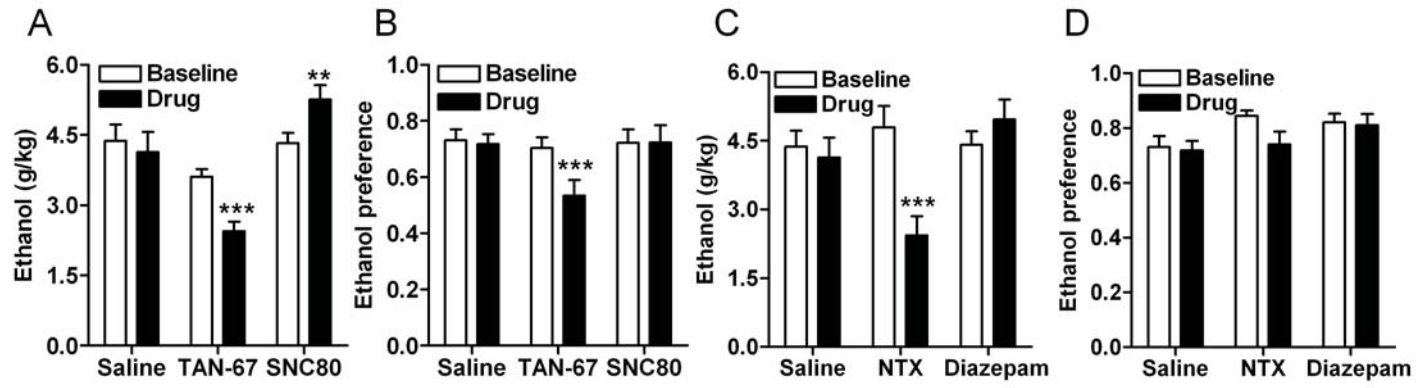 A
Ethanol (g/kg)
6.0
4.5
3.0
1.5
0.0
Baseline
Drug
***
**
Saline
TAN-67
SNC80
B
Ethanol preference
1.0
0.8
0.6
0.4
0.2
0.0
Baseline
Drug
***
Saline
TAN-67
SNC80
C
Ethanol (g/kg)
6.0
4.5
3.0
1.5
0.0
Baseline
Drug
***
Saline
NTX
Diazepam
D
Ethanol preference
1.0
0.8
0.6
0.4
0.2
0.0
Baseline
Drug
Saline
NTX
Diazepam